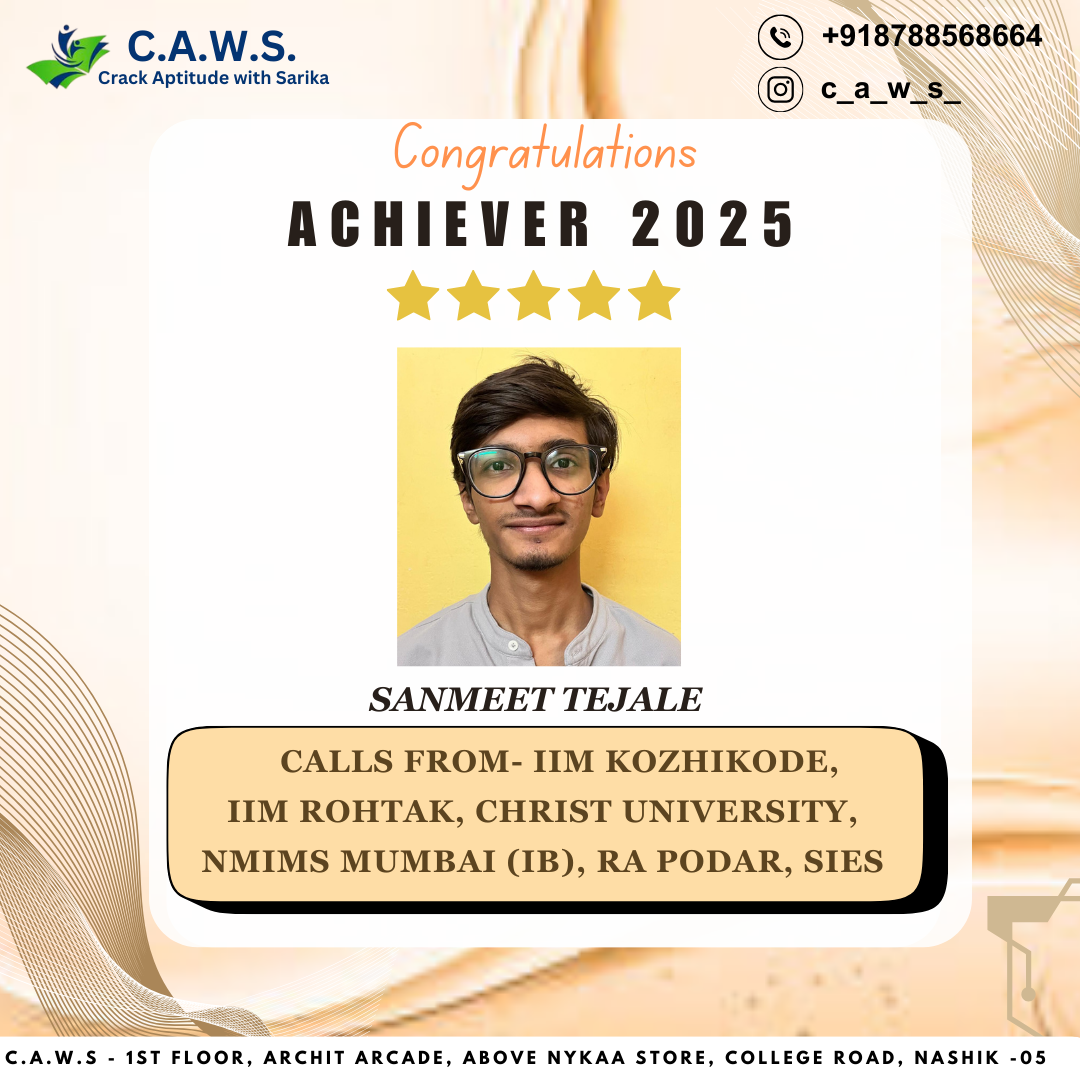 C.A.W.S.
Crack Aptitude with Sarika
+918788568664
c_a_w_s_
Congratulations
ACHIEVER 2025
SANMEET TEJALE
CALLS FROM- IIM KOZHIKODE,
IIM ROHTAK, CHRIST UNIVERSITY,
NMIMS MUMBAI (IB), RA PODAR, SIES
C.A.W.S - 1ST FLOOR, ARCHIT ARCADE, ABOVE NYKAA STORE, COLLEGE ROAD, NASHIK -05